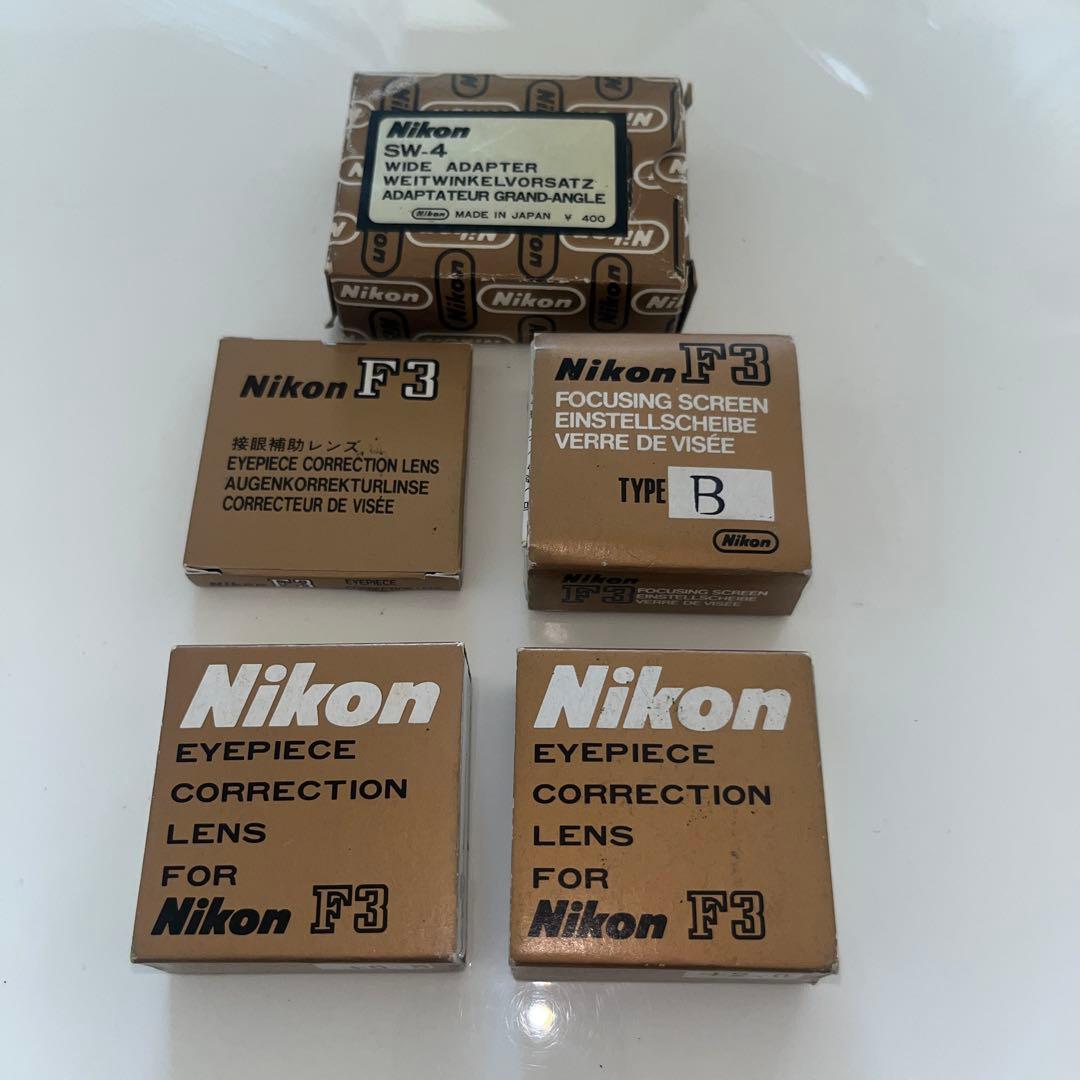 Nikon
SW-4
WIDE ADAPTER
WEITWINKELVORSATZ
ADAPTATEUR GRAND-ANGLE
Nikon MADE IN JAPAN ¥ 400
Nikon Nikon Nikon
Nikon F3
接眼補助レンズ
EYEPIECE CORRECTION LENS
AUGENKORREKTURLINSE
CORRECTEUR DE VISÉE
Nikon F3 EYEPIECE
Nikon F3
FOCUSING SCREEN
EINSTELLSCHEIBE
VERRE DE VISÉE
TYPE B
Nikon
Nikon
F3 FOCUSING SCREEN
EINSTELLSCHEIBE
VERRE DE VISÉE
Nikon
EYEPIECE
CORRECTION
LENS
FOR
Nikon F3
Nikon
EYEPIECE
CORRECTION
LENS
FOR
Nikon F3